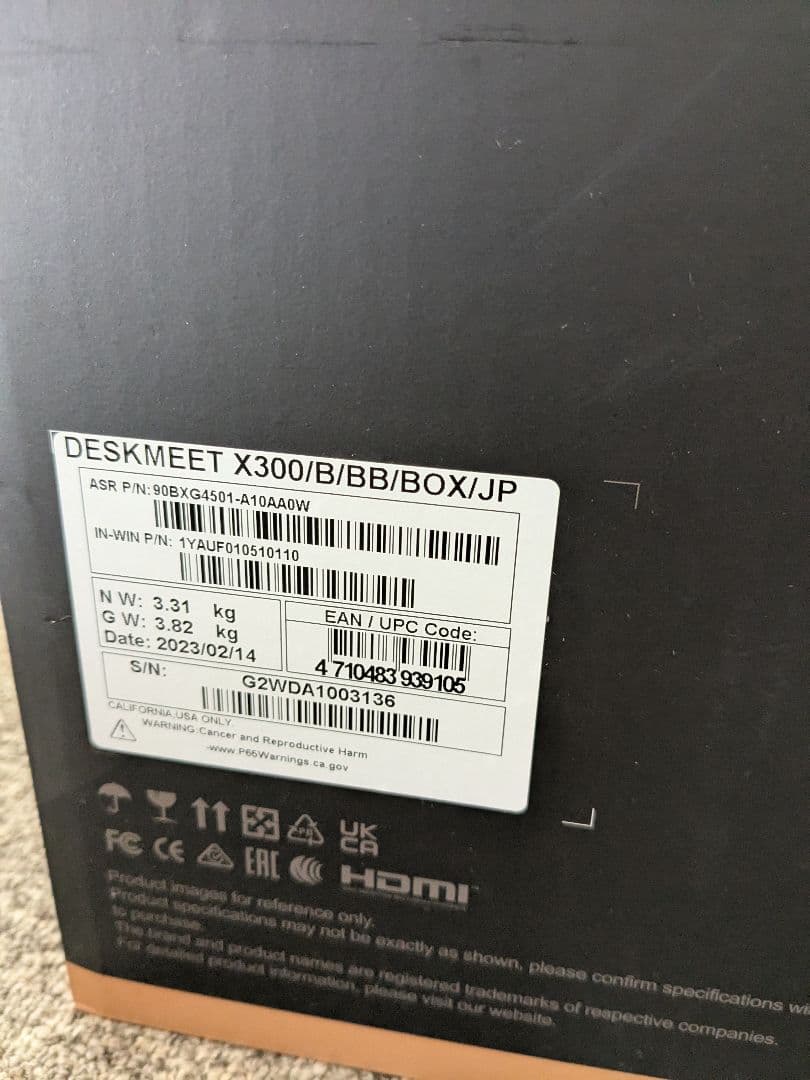 DESKMEET X300/B/BB/BOX/JP
ASR P/N: 90BXG4501-A10AA0W
IN-WIN P/N: 1YAUF010510110
N W: 3.31 kg
G W: 3.82 kg
Date: 2023/02/14
EAN / UPC Code:
4 710483 939105
S/N:
G2WDA1003136
CALIFORNIA,USA ONLY.
WARNING:Cancer and Reproductive Harm
-www.P65Warnings.ca.gov
UK
CA
FC CE EAC HDMI
Product images for reference only.
Product specifications may not be exactly as shown, please confirm specifications
to purchase.
The brand and product names are registered trademarks of respective companies.
For detailed product information, please visit our website.